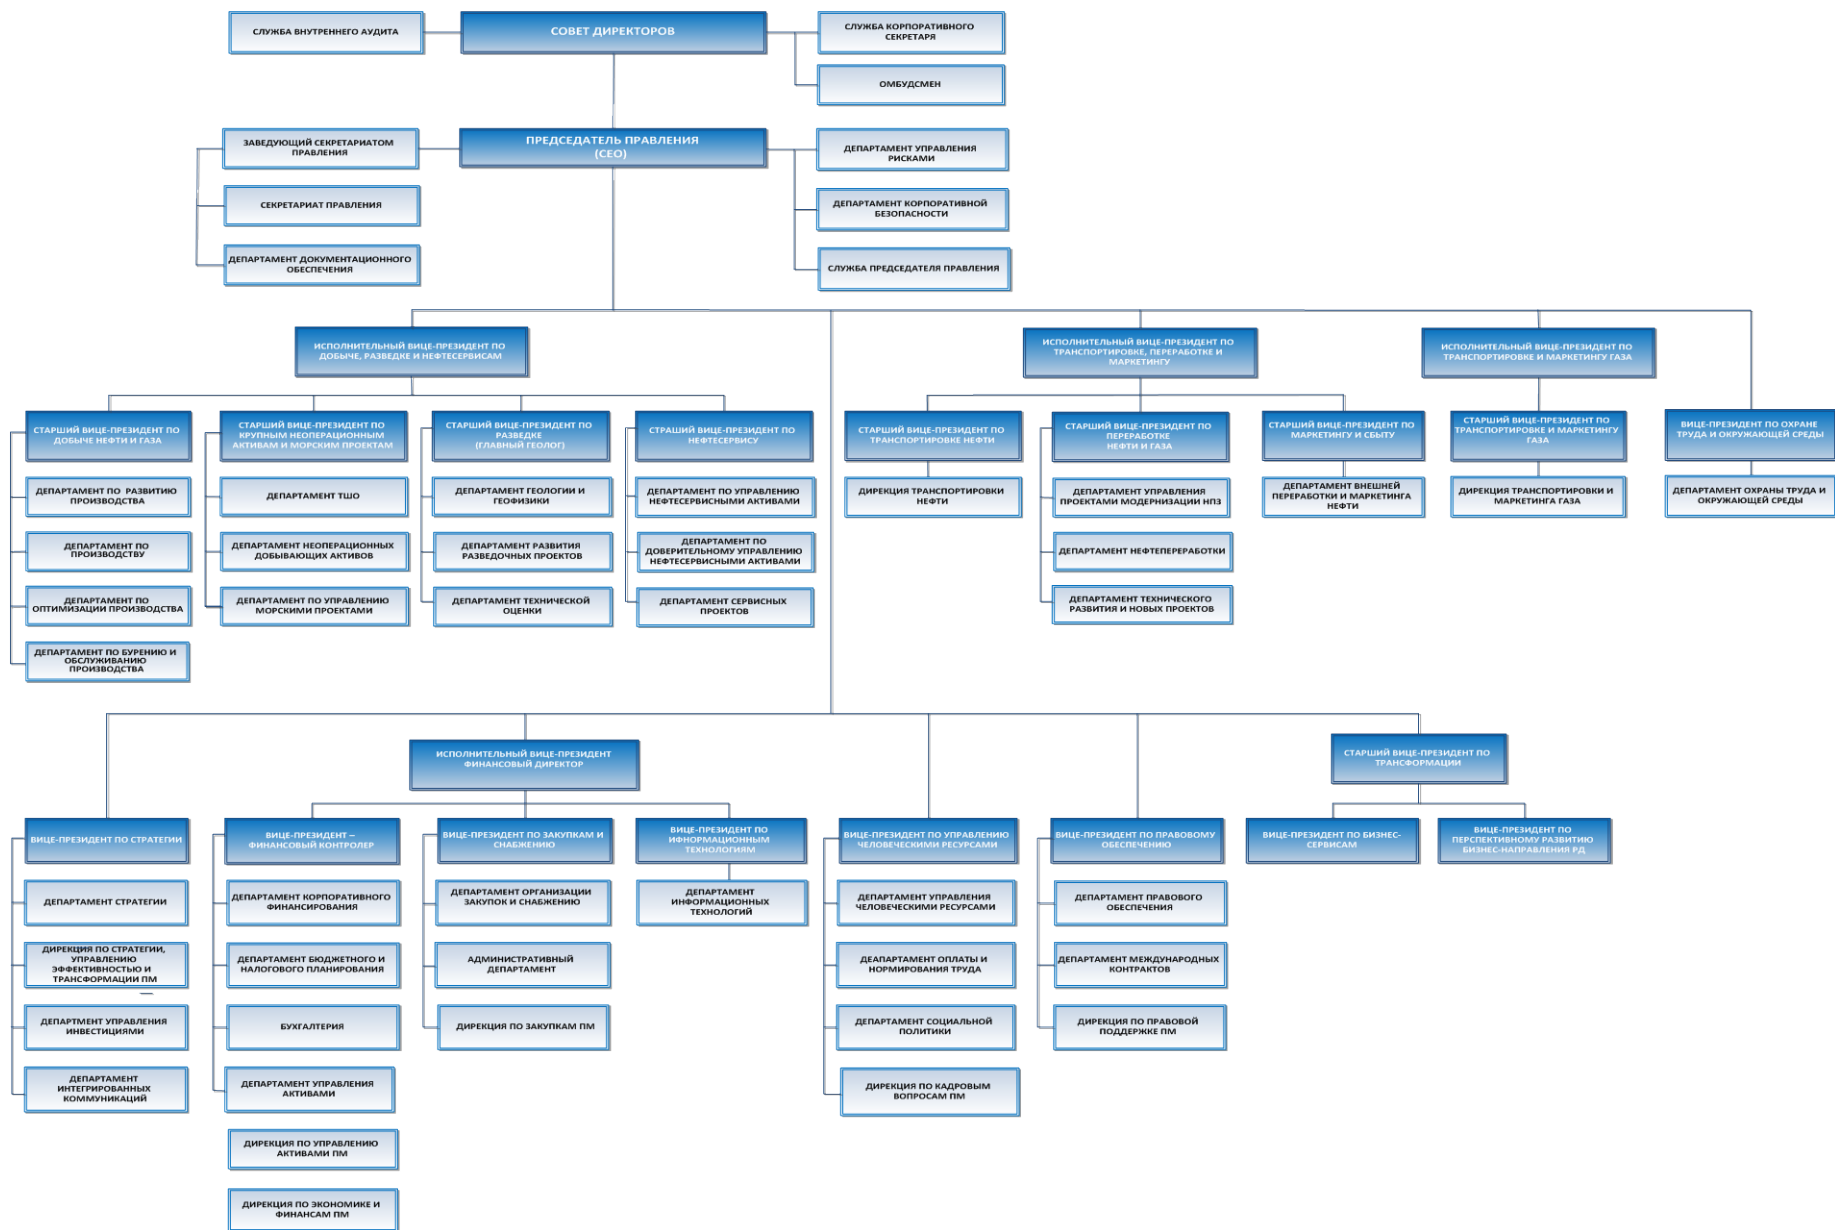 СЛУЖБА ВНУТРЕННЕГО АУДИТА
СОВЕТ ДИРЕКТОРОВ
СЛУЖБА КОРПОРАТИВНОГО
СЕКРЕТАРЯ
ОМБУДСМЕН
ЗАВЕДУЮЩИЙ СЕКРЕТАРИАТОМ
ПРАВЛЕНИЯ
ПРЕДСЕДАТЕЛЬ ПРАВЛЕНИЯ
(CEO)
ДЕПАРТАМЕНТ УПРАВЛЕНИЯ
РИСКАМИ
СЕКРЕТАРИАТ ПРАВЛЕНИЯ
ДЕПАРТАМЕНТ КОРПОРАТИВНОЙ
БЕЗОПАСНОСТИ
ДЕПАРТАМЕНТ ДОКУМЕНТАЦИОННОГО
ОБЕСПЕЧЕНИЯ
СЛУЖБА ПРЕДСЕДАТЕЛЯ ПРАВЛЕНИЯ
ИСПОЛНИТЕЛЬНЫЙ ВИЦЕ-ПРЕЗИДЕНТ ПО
ДОБЫЧЕ, РАЗВЕДКЕ И НЕФТЕСЕРВИСАМ
ИСПОЛНИТЕЛЬНЫЙ ВИЦЕ-ПРЕЗИДЕНТ ПО
ТРАНСПОРТИРОВКЕ, ПЕРЕРАБОТКЕ И
МАРКЕТИНГУ
ИСПОЛНИТЕЛЬНЫЙ ВИЦЕ-ПРЕЗИДЕНТ ПО
ТРАНСПОРТИРОВКЕ И МАРКЕТИНГУ ГАЗА
СТАРШИЙ ВИЦЕ-ПРЕЗИДЕНТ ПО
ДОБЫЧЕ НЕФТИ И ГАЗА
СТАРШИЙ ВИЦЕ-ПРЕЗИДЕНТ ПО
КРУПНЫМ НЕОПЕРАЦИОННЫМ
АКТИВАМ И МОРСКИМ ПРОЕКТАМ
СТАРШИЙ ВИЦЕ-ПРЕЗИДЕНТ ПО
РАЗВЕДКЕ
(ГЛАВНЫЙ ГЕОЛОГ)
СТРАШИЙ ВИЦЕ-ПРЕЗИДЕНТ ПО
НЕФТЕСЕРВИСУ
СТАРШИЙ ВИЦЕ-ПРЕЗИДЕНТ ПО
ТРАНСПОРТИРОВКЕ НЕФТИ
СТАРШИЙ ВИЦЕ-ПРЕЗИДЕНТ ПО
ПЕРЕРАБОТКЕ
НЕФТИ И ГАЗА
СТАРШИЙ ВИЦЕ-ПРЕЗИДЕНТ ПО
МАРКЕТИНГУ И СБЫТУ
СТАРШИЙ ВИЦЕ-ПРЕЗИДЕНТ ПО
ТРАНСПОРТИРОВКЕ И МАРКЕТИНГУ
ГАЗА
ВИЦЕ-ПРЕЗИДЕНТ ПО ОХРАНЕ
ТРУДА И ОКРУЖАЮЩЕЙ СРЕДЫ
ДЕПАРТАМЕНТ ПО РАЗВИТИЮ
ПРОИЗВОДСТВА
ДЕПАРТАМЕНТ ТШО
ДЕПАРТАМЕНТ ГЕОЛОГИИ И
ГЕОФИЗИКИ
ДЕПАРТАМЕНТ ПО УПРАВЛЕНИЮ
НЕФТЕСЕРВИСНЫМИ АКТИВАМИ
ДИРЕКЦИЯ ТРАНСПОРТИРОВКИ
НЕФТИ
ДЕПАРТАМЕНТ УПРАВЛЕНИЯ
ПРОЕКТАМИ МОДЕРНИЗАЦИИ НПЗ
ДЕПАРТАМЕНТ ВНЕШНЕЙ
ПЕРЕРАБОТКИ И МАРКЕТИНГА
НЕФТИ
ДИРЕКЦИЯ ТРАНСПОРТИРОВКИ И
МАРКЕТИНГА ГАЗА
ДЕПАРТАМЕНТ ОХРАНЫ ТРУДА И
ОКРУЖАЮЩЕЙ СРЕДЫ
ДЕПАРТАМЕНТ ПО
ПРОИЗВОДСТВУ
ДЕПАРТАМЕНТ НЕОПЕРАЦИОННЫХ
ДОБЫВАЮЩИХ АКТИВОВ
ДЕПАРТАМЕНТ РАЗВИТИЯ
РАЗВЕДОЧНЫХ ПРОЕКТОВ
ДЕПАРТАМЕНТ ПО
ДОВЕРИТЕЛЬНОМУ УПРАВЛЕНИЮ
НЕФТЕСЕРВИСНЫМИ АКТИВАМИ
ДЕПАРТАМЕНТ НЕФТЕПЕРЕРАБОТКИ
ДЕПАРТАМЕНТ ПО
ОПТИМИЗАЦИИ ПРОИЗВОДСТВА
ДЕПАРТАМЕНТ ПО УПРАВЛЕНИЮ
МОРСКИМИ ПРОЕКТАМИ
ДЕПАРТАМЕНТ ТЕХНИЧЕСКОЙ
ОЦЕНКИ
ДЕПАРТАМЕНТ СЕРВИСНЫХ
ПРОЕКТОВ
ДЕПАРТАМЕНТ ТЕХНИЧЕСКОГО
РАЗВИТИЯ И НОВЫХ ПРОЕКТОВ
ДЕПАРТАМЕНТ ПО БУРЕНИЮ И
ОБСЛУЖИВАНИЮ
ПРОИЗВОДСТВА
ИСПОЛНИТЕЛЬНЫЙ ВИЦЕ-ПРЕЗИДЕНТ
ФИНАНСОВЫЙ ДИРЕКТОР
СТАРШИЙ ВИЦЕ-ПРЕЗИДЕНТ ПО
ТРАНСФОРМАЦИИ
ВИЦЕ-ПРЕЗИДЕНТ ПО СТРАТЕГИИ
ВИЦЕ-ПРЕЗИДЕНТ –
ФИНАНСОВЫЙ КОНТРОЛЕР
ВИЦЕ-ПРЕЗИДЕНТ ПО ЗАКУПКАМ И
СНАБЖЕНИЮ
ВИЦЕ-ПРЕЗИДЕНТ ПО
ИФНОРМАЦИОННЫМ
ТЕХНОЛОГИЯМ
ВИЦЕ-ПРЕЗИДЕНТ ПО УПРАВЛЕНИЮ
ЧЕЛОВЕЧЕСКИМИ РЕСУРСАМИ
ВИЦЕ-ПРЕЗИДЕНТ ПО ПРАВОВОМУ
ОБЕСПЕЧЕНИЮ
ВИЦЕ-ПРЕЗИДЕНТ ПО БИЗНЕС-
СЕРВИСАМ
ВИЦЕ-ПРЕЗИДЕНТ ПО
ПЕРСПЕКТИВНОМУ РАЗВИТИЮ
БИЗНЕС-НАПРАВЛЕНИЯ РД
ДЕПАРТАМЕНТ СТРАТЕГИИ
ДЕПАРТАМЕНТ КОРПОРАТИВНОГО
ФИНАНСИРОВАНИЯ
ДЕПАРТАМЕНТ ОРГАНИЗАЦИИ
ЗАКУПОК И СНАБЖЕНИЮ
ДЕПАРТАМЕНТ
ИНФОРМАЦИОННЫХ
ТЕХНОЛОГИЙ
ДЕПАРТАМЕНТ УПРАВЛЕНИЯ
ЧЕЛОВЕЧЕСКИМИ РЕСУРСАМИ
ДЕПАРТАМЕНТ ПРАВОВОГО
ОБЕСПЕЧЕНИЯ
ДИРЕКЦИЯ ПО СТРАТЕГИИ,
УПРАВЛЕНИЮ
ЭФФЕКТИВНОСТЬЮ И
ТРАНСФОРМАЦИИ ПМ
ДЕПАРТАМЕНТ БЮДЖЕТНОГО И
НАЛОГОВОГО ПЛАНИРОВАНИЯ
АДМИНИСТРАТИВНЫЙ
ДЕПАРТАМЕНТ
ДЕАПАРТАМЕНТ ОПЛАТЫ И
НОРМИРОВАНИЯ ТРУДА
ДЕПАРТАМЕНТ МЕЖДУНАРОДНЫХ
КОНТРАКТОВ
ДЕПАРТМЕНТ УПРАВЛЕНИЯ
ИНВЕСТИЦИЯМИ
БУХГАЛТЕРИЯ
ДИРЕКЦИЯ ПО ЗАКУПКАМ ПМ
ДЕПАРТАМЕНТ СОЦИАЛЬНОЙ
ПОЛИТИКИ
ДИРЕКЦИЯ ПО ПРАВОВОЙ
ПОДДЕРЖКЕ ПМ
ДЕПАРТАМЕНТ
ИНТЕГРИРОВАННЫХ
КОММУНИКАЦИЙ
ДЕПАРТАМЕНТ УПРАВЛЕНИЯ
АКТИВАМИ
ДИРЕКЦИЯ ПО КАДРОВЫМ
ВОПРОСАМ ПМ
ДИРЕКЦИЯ ПО УПРАВЛЕНИЮ
АКТИВАМИ ПМ
ДИРЕКЦИЯ ПО ЭКОНОМИКЕ И
ФИНАНСАМ ПМ